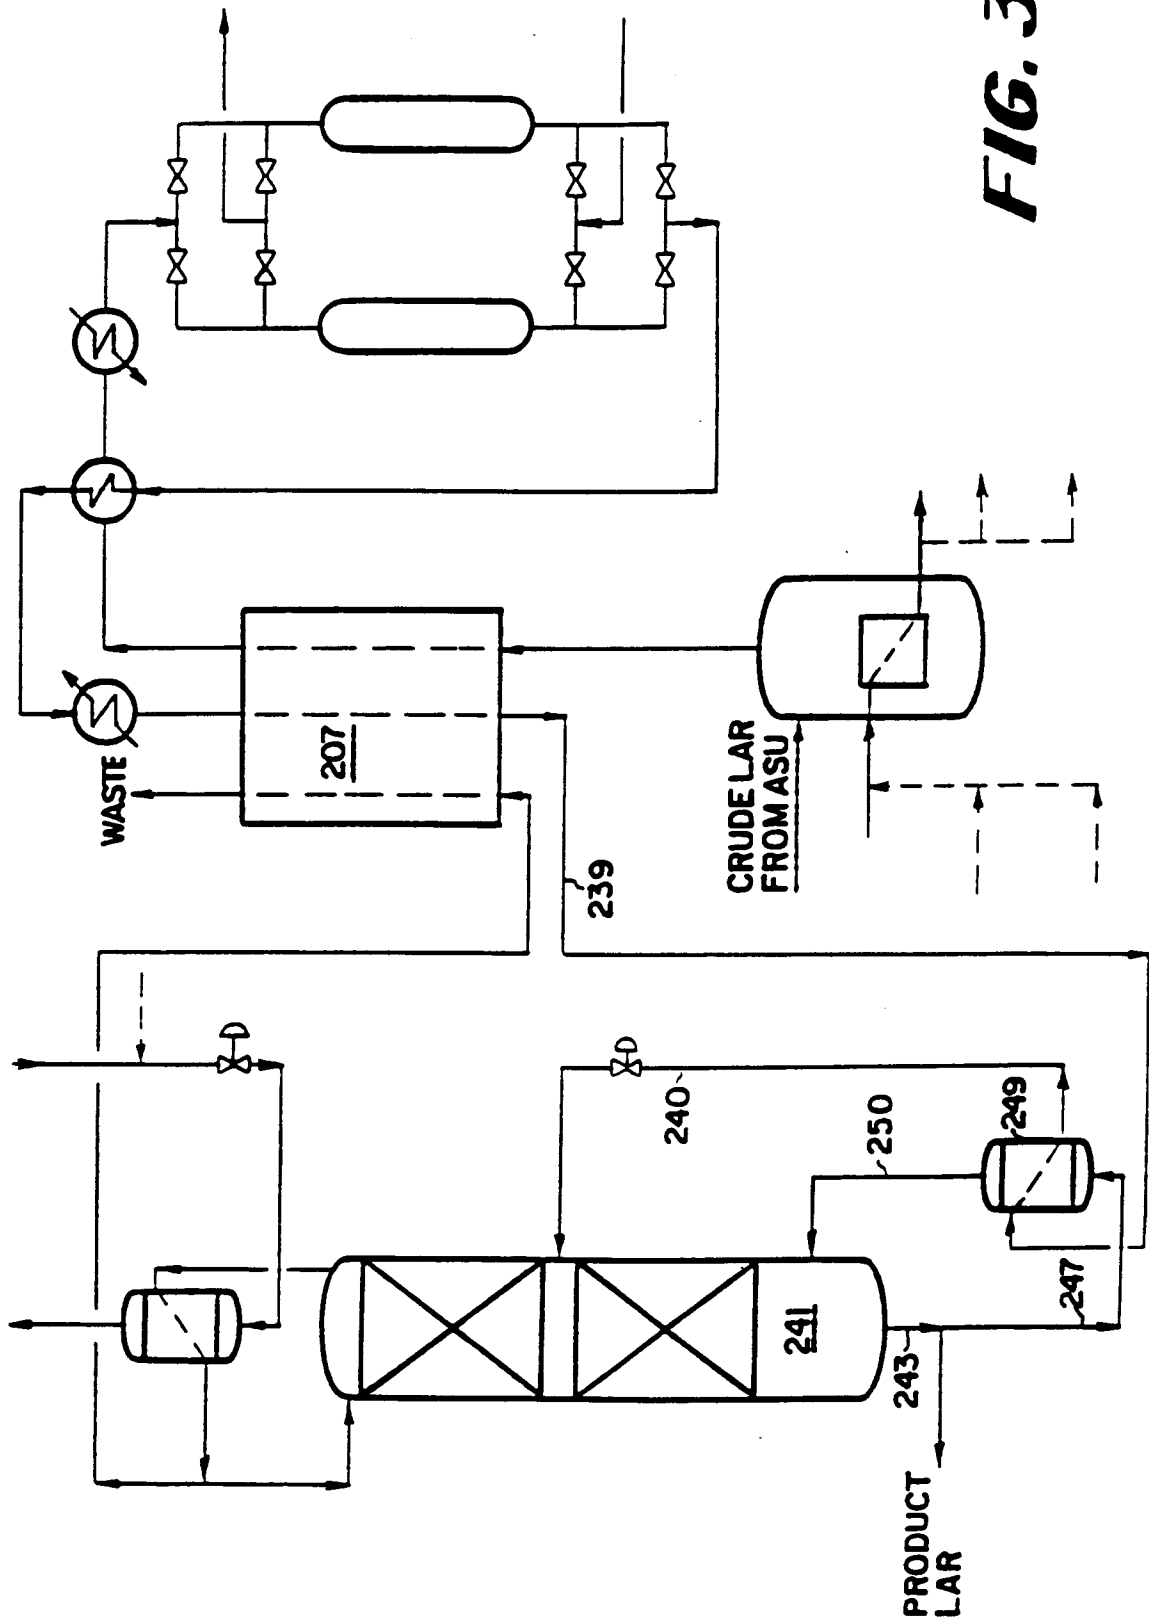 FIG. 3
WASTE
207
239
CRUDE LAR
FROM ASU
240
250
249
241
247
243
PRODUCT
LAR